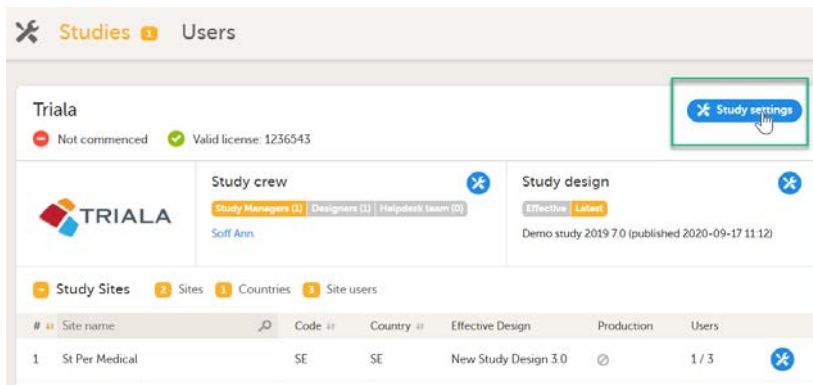 Studies 1 Users
Triala
Study settings
Not commenced Valid license: 1236543
TRIALA
Study crew
Study Managers (1) Designers (1) Helpdesk team (0)
Soff Ann.
Study design
Effective Latest
Demo study 2019 7.0 (published 2020-09-17 11:12)
Study Sites 2 Sites 1 Countries 3 Site users
# Site name Code Country Effective Design Production Users
1 St Per Medical SE SE New Study Design 3.0 1 / 3